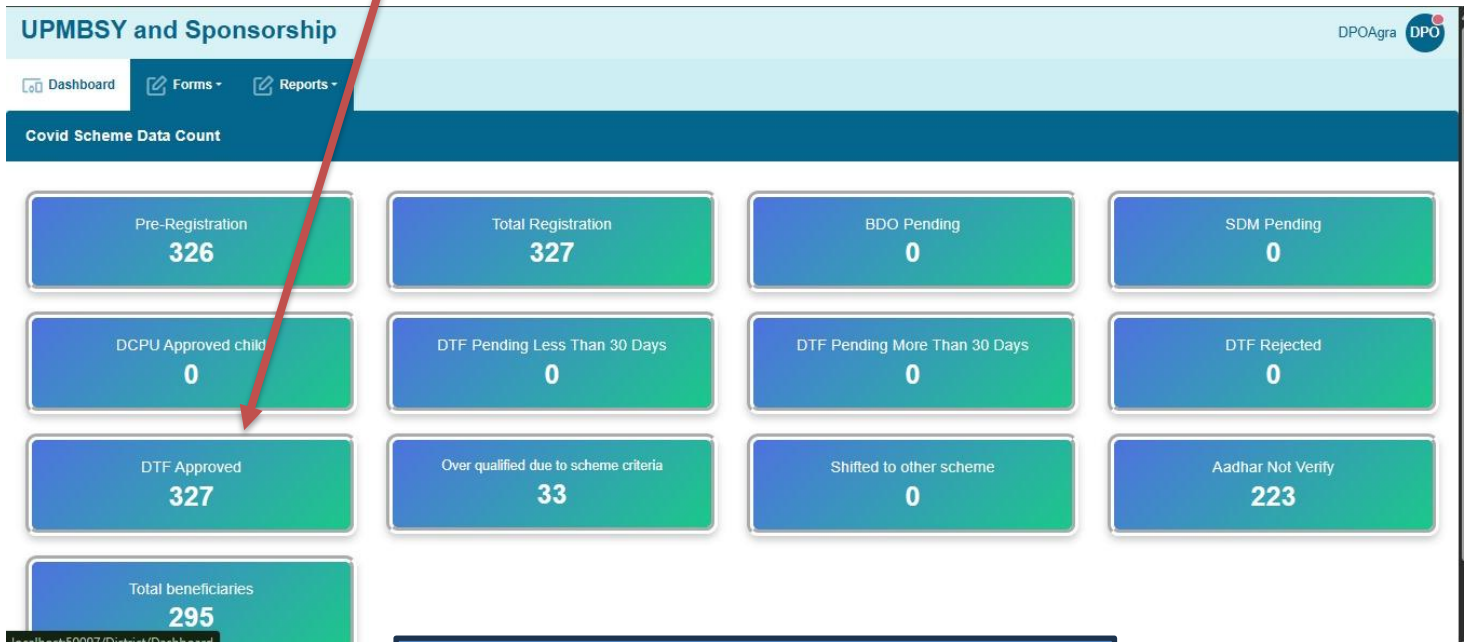 UPMBSY and Sponsorship
DPOAgra DPO
Dashboard Forms Reports
Covid Scheme Data Count
Pre-Registration
326
Total Registration
327
BDO Pending
0
SDM Pending
0
DCPU Approved child
0
DTF Pending Less Than 30 Days
0
DTF Pending More Than 30 Days
0
DTF Rejected
0
DTF Approved
327
Over qualified due to scheme criteria
33
Shifted to other scheme
0
Aadhar Not Verify
223
Total beneficiaries
295